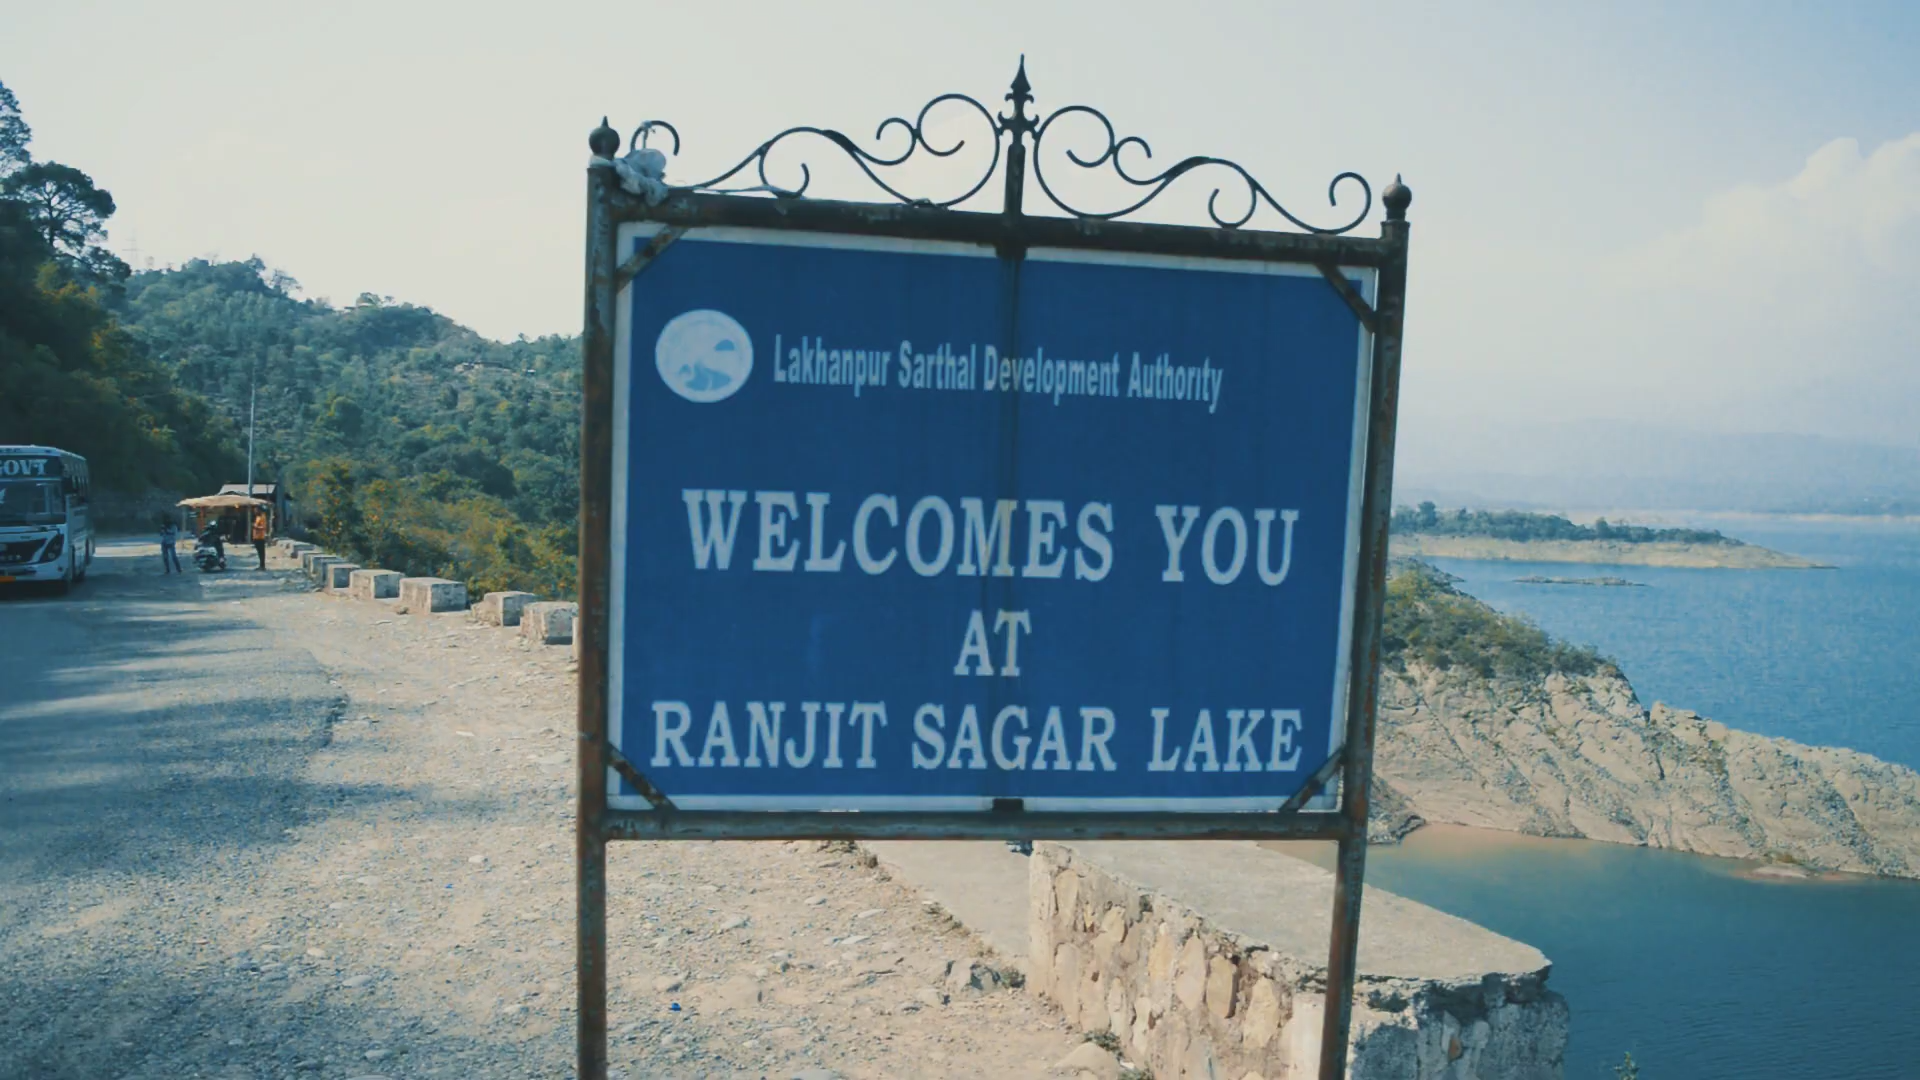 Lakhanpur Sarthal Development Authority
WELCOMES YOU
AT
RANJIT SAGAR LAKE
GOVT